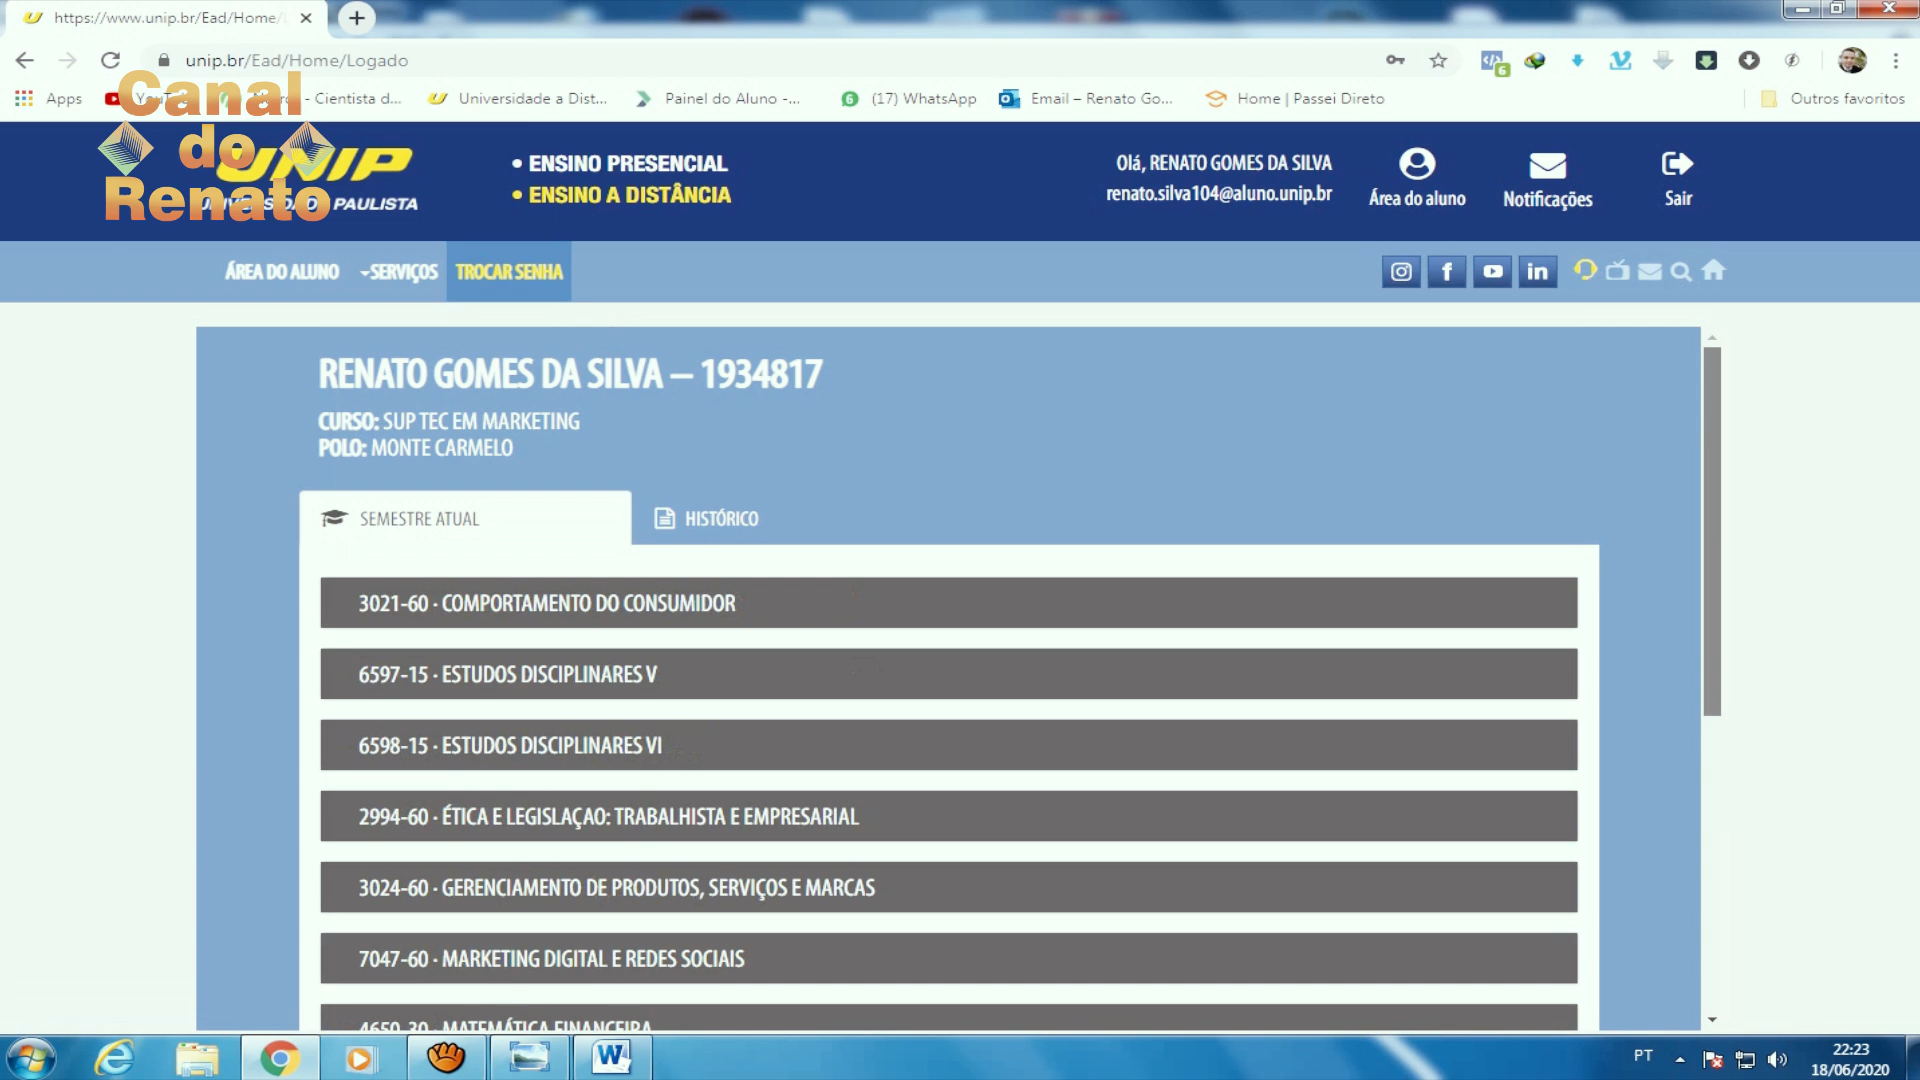 https://www.unip.br/Ead/Home/
unip.br/Ead/Home/Logado
Apps
Cientista d...
Universidade a Dist...
Painel do Aluno -...
(17) WhatsApp
Email – Renato Go...
Home | Passei Direto
Outros favoritos
Canal
do
Renato
UNIP
PAULISTA
• ENSINO PRESENCIAL
• ENSINO A DISTÂNCIA
Olá, RENATO GOMES DA SILVA
renato.silva104@aluno.unip.br
Área do aluno
Notificações
Sair
ÁREA DO ALUNO
SERVIÇOS
TROCAR SENHA
RENATO GOMES DA SILVA – 1934817
CURSO: SUP TEC EM MARKETING
POLO: MONTE CARMELO
SEMESTRE ATUAL
HISTÓRICO
3021-60 - COMPORTAMENTO DO CONSUMIDOR
6597-15 - ESTUDOS DISCIPLINARES V
6598-15 - ESTUDOS DISCIPLINARES VI
2994-60 - ÉTICA E LEGISLAÇAO: TRABALHISTA E EMPRESARIAL
3024-60 - GERENCIAMENTO DE PRODUTOS, SERVIÇOS E MARCAS
7047-60 - MARKETING DIGITAL E REDES SOCIAIS
4650-30 - MATEMÁTICA FINANCEIRA
PT
22:23
18/06/2020